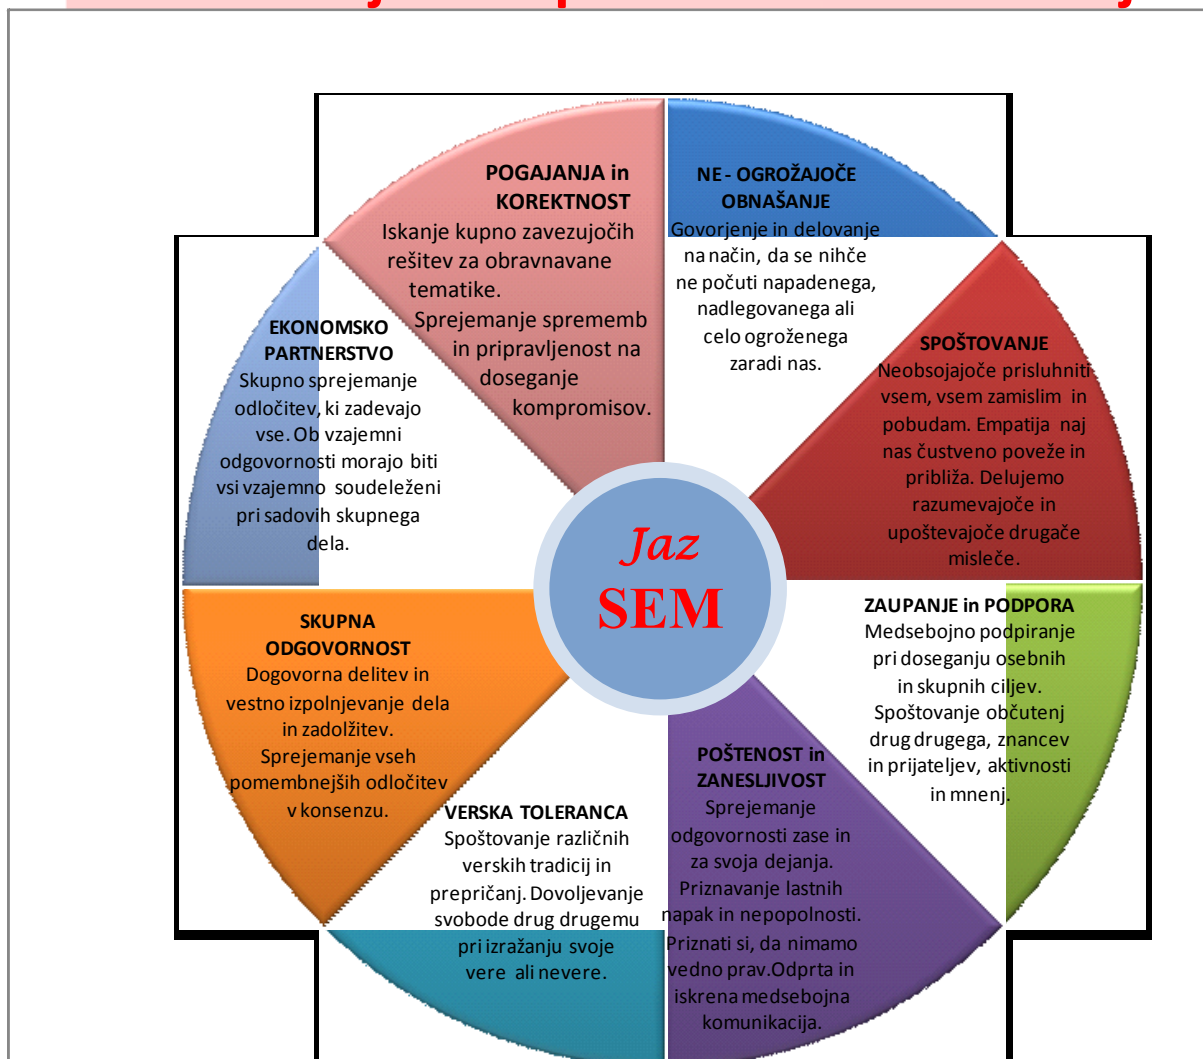 POGAJANJA in
KOREKTNOST
Iskanje kupno zavezujočih
rešitev za obravnavane
tematike.
Sprejemanje sprememb
in pripravljenost na
doseganje
kompromisov.
NE - OGROŽAJOČE
OBNAŠANJE
Govorjenje in delovanje
na način, da se nihče
ne počuti napadenega,
nadlegovanega ali
celo ogroženega
zaradi nas.
SPOŠTOVANJE
Neobsojajoče prisluhniti
vsem, vsem zamislim in
pobudam. Empatija naj
nas čustveno poveže in
približa. Delujemo
razumevajoče in
upoštevajoče drugače
misleče.
EKONOMSKO
PARTNERSTVO
Skupno sprejemanje
odločitev, ki zadevajo
vse. Ob vzajemni
odgovornosti morajo biti
vsi vzajemno soudeleženi
pri sadovih skupnega
dela.
Jaz
SEM
ZAUPANJE in PODPORA
Medsebojno podpiranje
pri doseganju osebnih
in skupnih ciljev.
Spoštovanje občutenj
drug drugega, znancev
in prijateljev, aktivnosti
in mnenj.
SKUPNA
ODGOVORNOST
Dogovorna delitev in
vestno izpolnjevanje dela
in zadolžitev.
Sprejemanje vseh
pomembnejših odločitev
v konsenzu.
POŠTENOST in
ZANESLJIVOST
Sprejemanje
odgovornosti zase in
za svoja dejanja.
Priznavanje lastnih
napak in nepopolnosti.
Priznati si, da nimamo
vedno prav.Odprta in
iskrena medsebojna
komunikacija.
VERSKA TOLERANCA
Spoštovanje različnih
verskih tradicij in
prepričanj. Dovoljevanje
svobode drug drugemu
pri izražanju svoje
vere ali nevere.